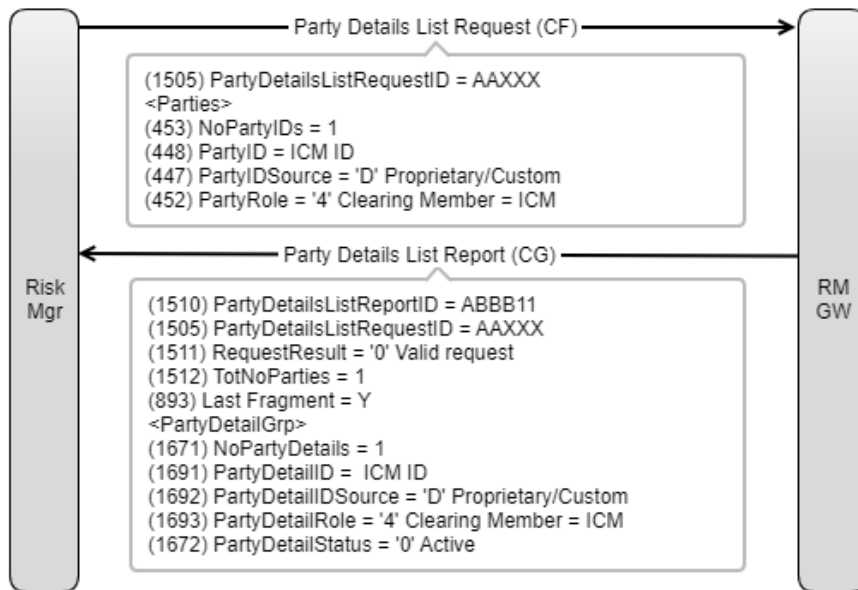 Party Details List Request (CF)
(1505) PartyDetailsListRequestID = AAXXX
<Parties>
(453) NoPartyIDs = 1
(448) PartyID = ICM ID
(447) PartyIDSource = 'D' Proprietary/Custom
(452) PartyRole = '4' Clearing Member = ICM
Party Details List Report (CG)
Risk
Mgr
RM
GW
(1510) PartyDetailsListReportID = ABBB11
(1505) PartyDetailsListRequestID = AAXXX
(1511) RequestResult = '0' Valid request
(1512) TotNoParties = 1
(893) Last Fragment = Y
<PartyDetailGrp>
(1671) NoPartyDetails = 1
(1691) PartyDetailID =  ICM ID
(1692) PartyDetailIDSource = 'D' Proprietary/Custom
(1693) PartyDetailRole = '4' Clearing Member = ICM
(1672) PartyDetailStatus = '0' Active